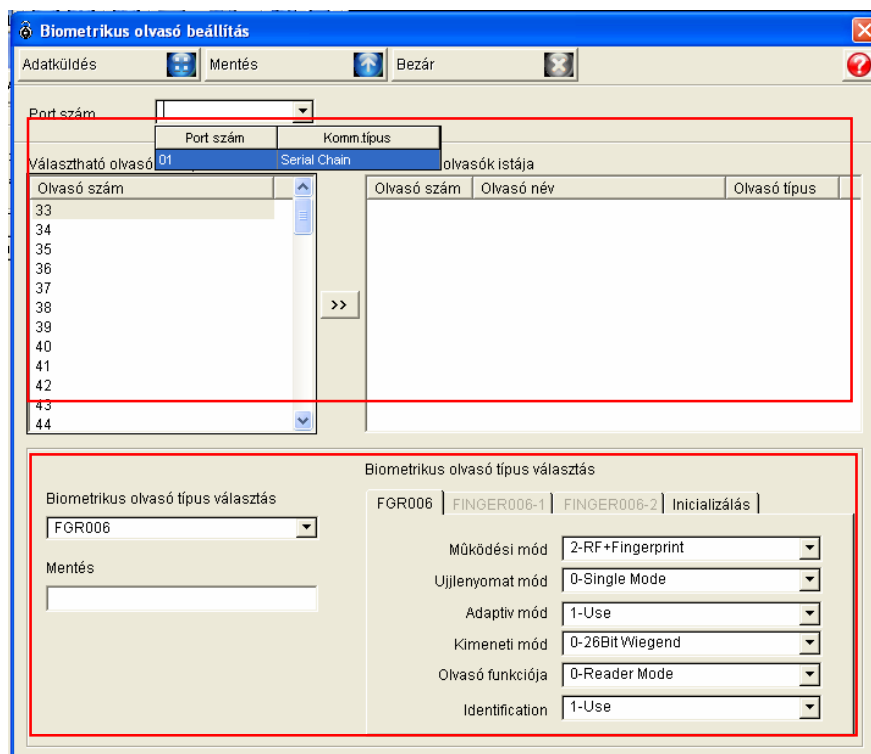 Biometrikus olvasó beállítás
Adatküldés Mentés Bezár
Port szám
Port szám Komm.típus
01 Serial Chain
Választható olvasó olvasók istája
Olvasó szám Olvasó szám Olvasó név Olvasó típus
33
34
35
36
37
38
39
40
41
42
43
44
>>
Biometrikus olvasó típus választás
Biometrikus olvasó típus választás
FGR006 FINGER006-1 FINGER006-2 Inicializálás
FGR006
Mûködési mód 2-RF+Fingerprint
Mentés
Ujjlenyomat mód 0-Single Mode
Adaptiv mód 1-Use
Kimeneti mód 0-26Bit Wiegend
Olvasó funkciója 0-Reader Mode
Identification 1-Use